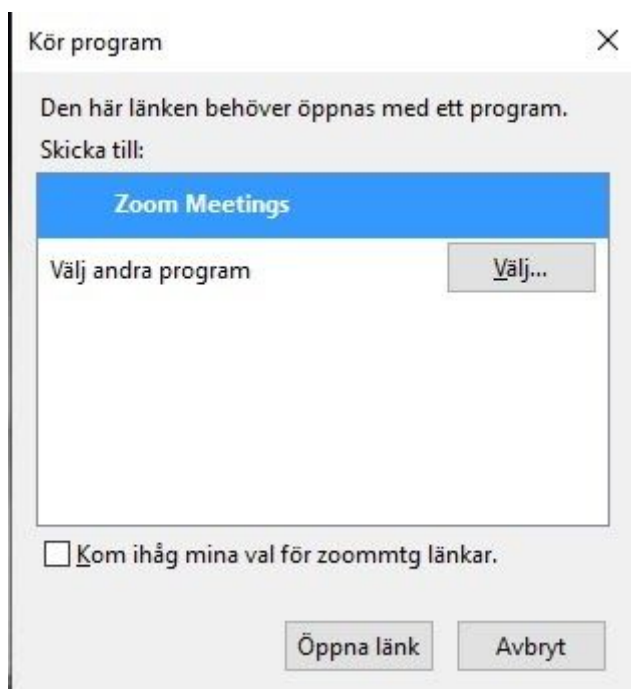 Kör program
Den här länken behöver öppnas med ett program.
Skicka till:
Zoom Meetings
Välj andra program
Välj...
Kom ihåg mina val för zoommtg länkar.
Öppna länk
Avbryt